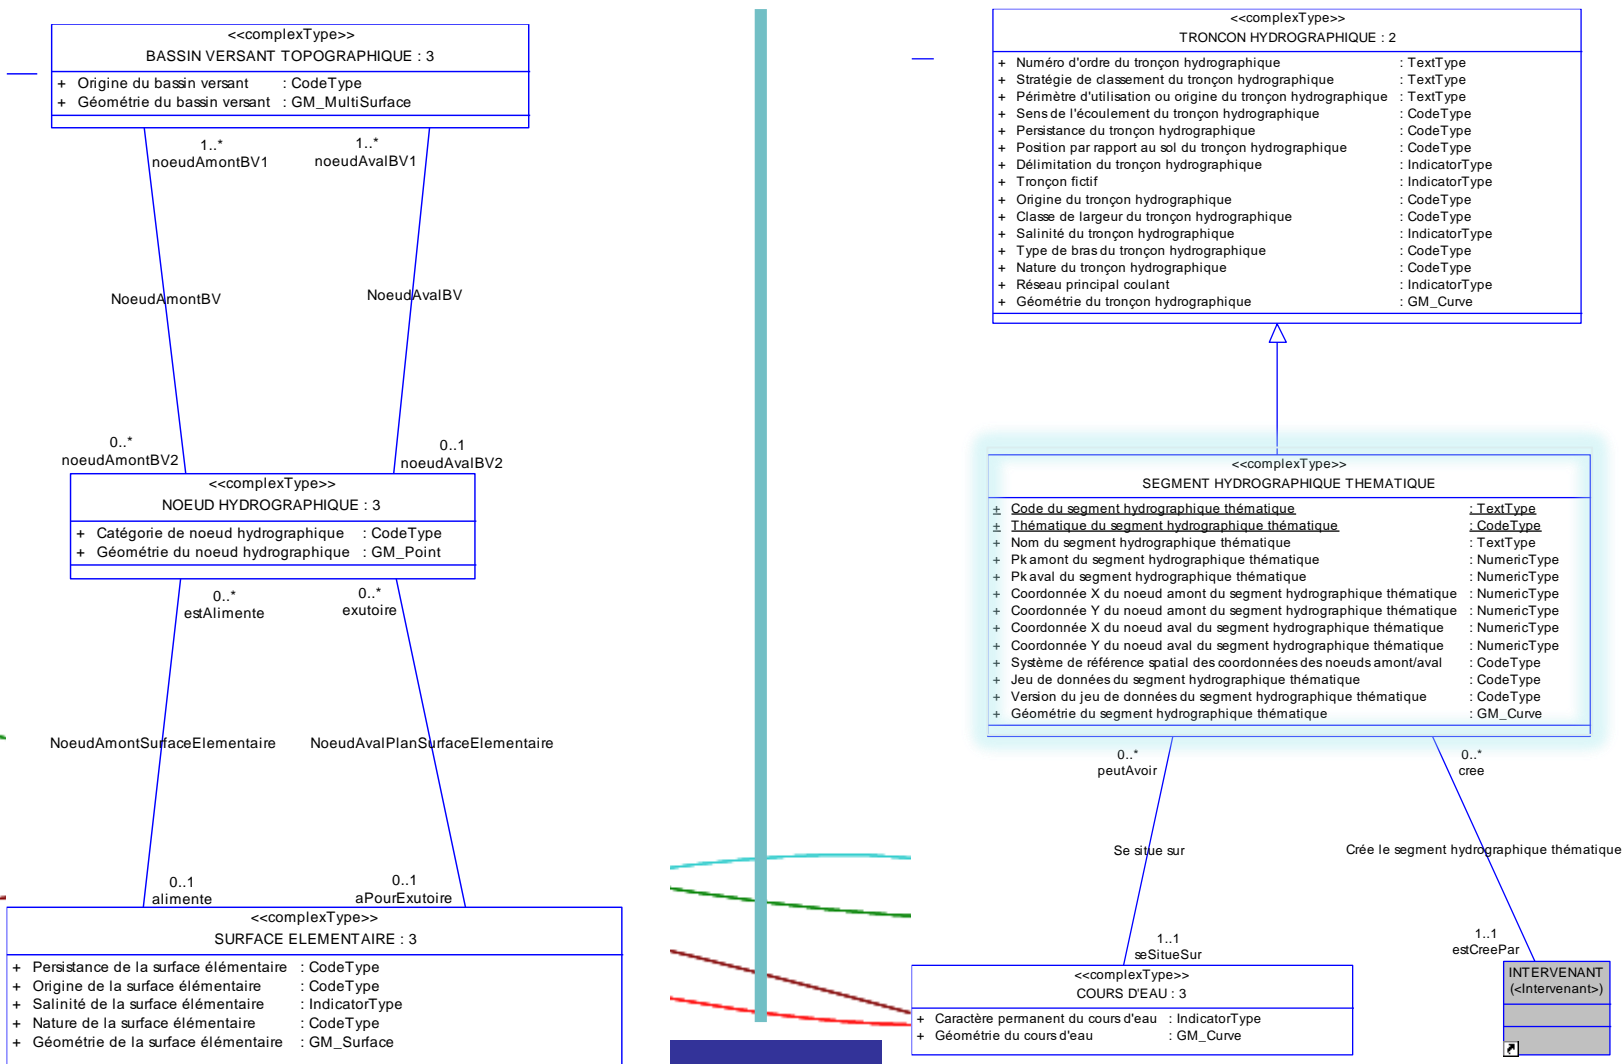 <<complexType>>
BASSIN VERSANT TOPOGRAPHIQUE : 3
+ Origine du bassin versant : CodeType
+ Géométrie du bassin versant : GM_MultiSurface
1..* 1..*
noeudAmontBV1 noeudAvalBV1
NoeudAmontBV NoeudAvalBV
0..* 0..1
noeudAmontBV2 noeudAvalBV2
<<complexType>>
NOEUD HYDROGRAPHIQUE : 3
+ Catégorie de noeud hydrographique : CodeType
+ Géométrie du noeud hydrographique : GM_Point
0..* 0..*
estAlimente exutoire
NoeudAmontSurfaceElementaire NoeudAvalPlanSurfaceElementaire
0..1 0..1
alimente aPourExutoire
<<complexType>>
SURFACE ELEMENTAIRE : 3
+ Persistance de la surface élémentaire : CodeType
+ Origine de la surface élémentaire : CodeType
+ Salinité de la surface élémentaire : IndicatorType
+ Nature de la surface élémentaire : CodeType
+ Géométrie de la surface élémentaire : GM_Surface
<<complexType>>
TRONCON HYDROGRAPHIQUE : 2
+ Numéro d'ordre du tronçon hydrographique : TextType
+ Stratégie de classement du tronçon hydrographique : TextType
+ Périmètre d'utilisation ou origine du tronçon hydrographique : TextType
+ Sens de l'écoulement du tronçon hydrographique : CodeType
+ Persistance du tronçon hydrographique : CodeType
+ Position par rapport au sol du tronçon hydrographique : CodeType
+ Délimitation du tronçon hydrographique : IndicatorType
+ Tronçon fictif : IndicatorType
+ Origine du tronçon hydrographique : CodeType
+ Classe de largeur du tronçon hydrographique : CodeType
+ Salinité du tronçon hydrographique : IndicatorType
+ Type de bras du tronçon hydrographique : CodeType
+ Nature du tronçon hydrographique : CodeType
+ Réseau principal coulant : IndicatorType
+ Géométrie du tronçon hydrographique : GM_Curve
<<complexType>>
SEGMENT HYDROGRAPHIQUE THEMATIQUE
+ Code du segment hydrographique thématique : TextType
+ Thématique du segment hydrographique thématique : CodeType
+ Nom du segment hydrographique thématique : TextType
+ Pk amont du segment hydrographique thématique : NumericType
+ Pk aval du segment hydrographique thématique : NumericType
+ Coordonnée X du noeud amont du segment hydrographique thématique : NumericType
+ Coordonnée Y du noeud amont du segment hydrographique thématique : NumericType
+ Coordonnée X du noeud aval du segment hydrographique thématique : NumericType
+ Coordonnée Y du noeud aval du segment hydrographique thématique : NumericType
+ Système de référence spatial des coordonnées des noeuds amont/aval : CodeType
+ Jeu de données du segment hydrographique thématique : CodeType
+ Version du jeu de données du segment hydrographique thématique : CodeType
+ Géométrie du segment hydrographique thématique : GM_Curve
0..* 0..*
peutAvoir cree
Se situe sur Crée le segment hydrographique thématique
1..1 1..1
seSitueSur estCreePar
<<complexType>>
COURS D'EAU : 3
+ Caractère permanent du cours d'eau : IndicatorType
+ Géométrie du cours d'eau : GM_Curve
INTERVENANT
(<Intervenant>)